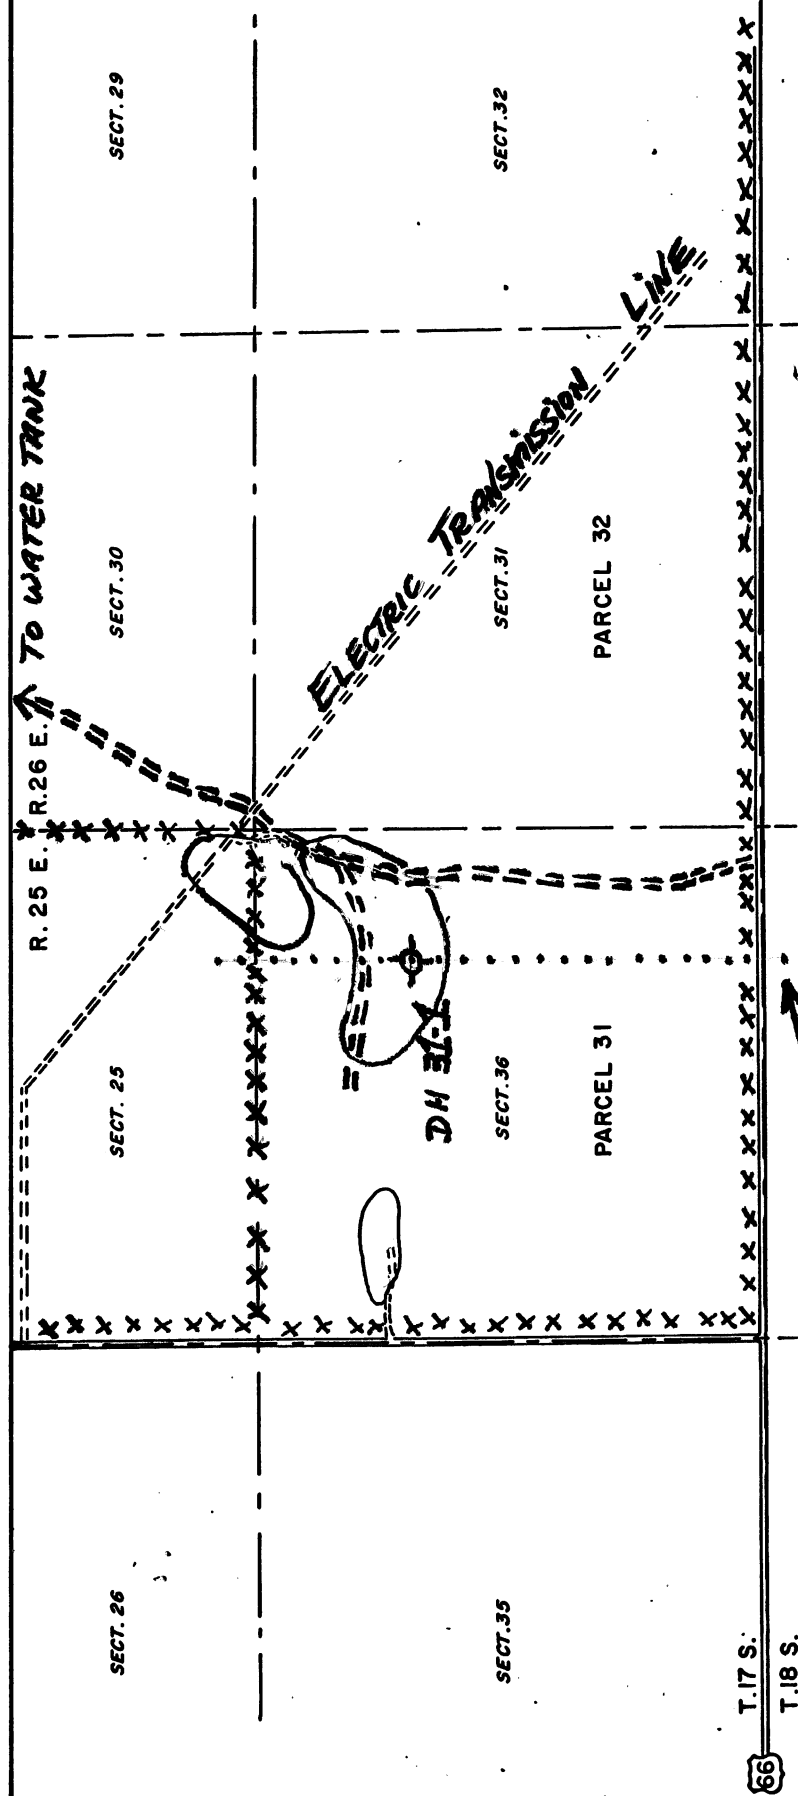 TO WATER TANK
R. 25 E.
R. 26 E.
SECT. 26
SECT. 25
SECT. 30
SECT. 29
ELECTRIC TRANSMISSION LINE
DH 31-1
SECT. 35
SECT. 36
SECT. 31
SECT. 32
PARCEL 31
PARCEL 32
T. 17 S.
66
T. 18 S.